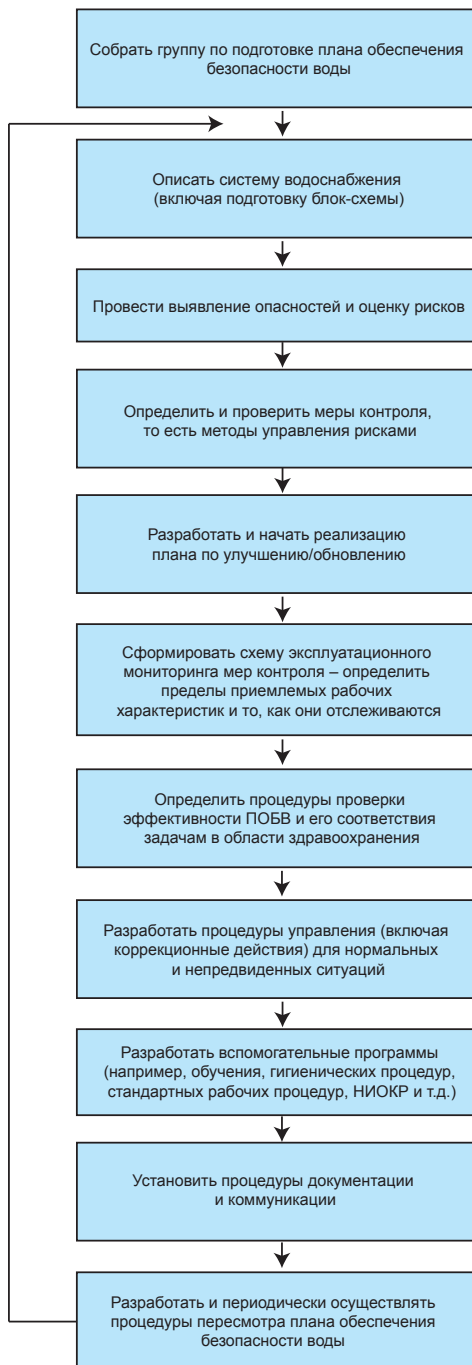 Собрать группу по подготовке плана обеспечения
безопасности воды
Описать систему водоснабжения
(включая подготовку блок-схемы)
Провести выявление опасностей и оценку рисков
Определить и проверить меры контроля,
то есть методы управления рисками
Разработать и начать реализацию
плана по улучшению/обновлению
Сформировать схему эксплуатационного
мониторинга мер контроля – определить
пределы приемлемых рабочих
характеристик и то, как они отслеживаются
Определить процедуры проверки
эффективности ПОБВ и его соответствия
задачам в области здравоохранения
Разработать процедуры управления (включая
коррекционные действия) для нормальных
и непредвиденных ситуаций
Разработать вспомогательные программы
(например, обучения, гигиенических процедур,
стандартных рабочих процедур, НИОКР и т.д.)
Установить процедуры документации
и коммуникации
Разработать и периодически осуществлять
процедуры пересмотра плана обеспечения
безопасности воды